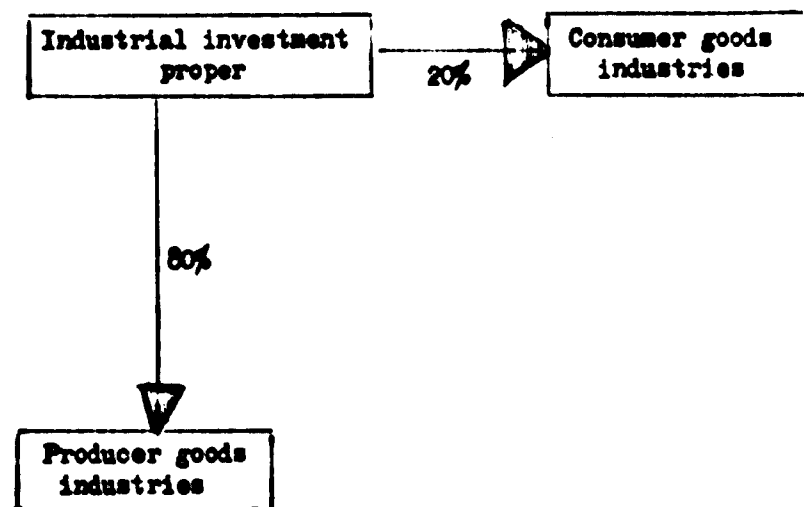 Industrial investment
proper
20%
Consumer goods
industries
80%
Producer goods
industries